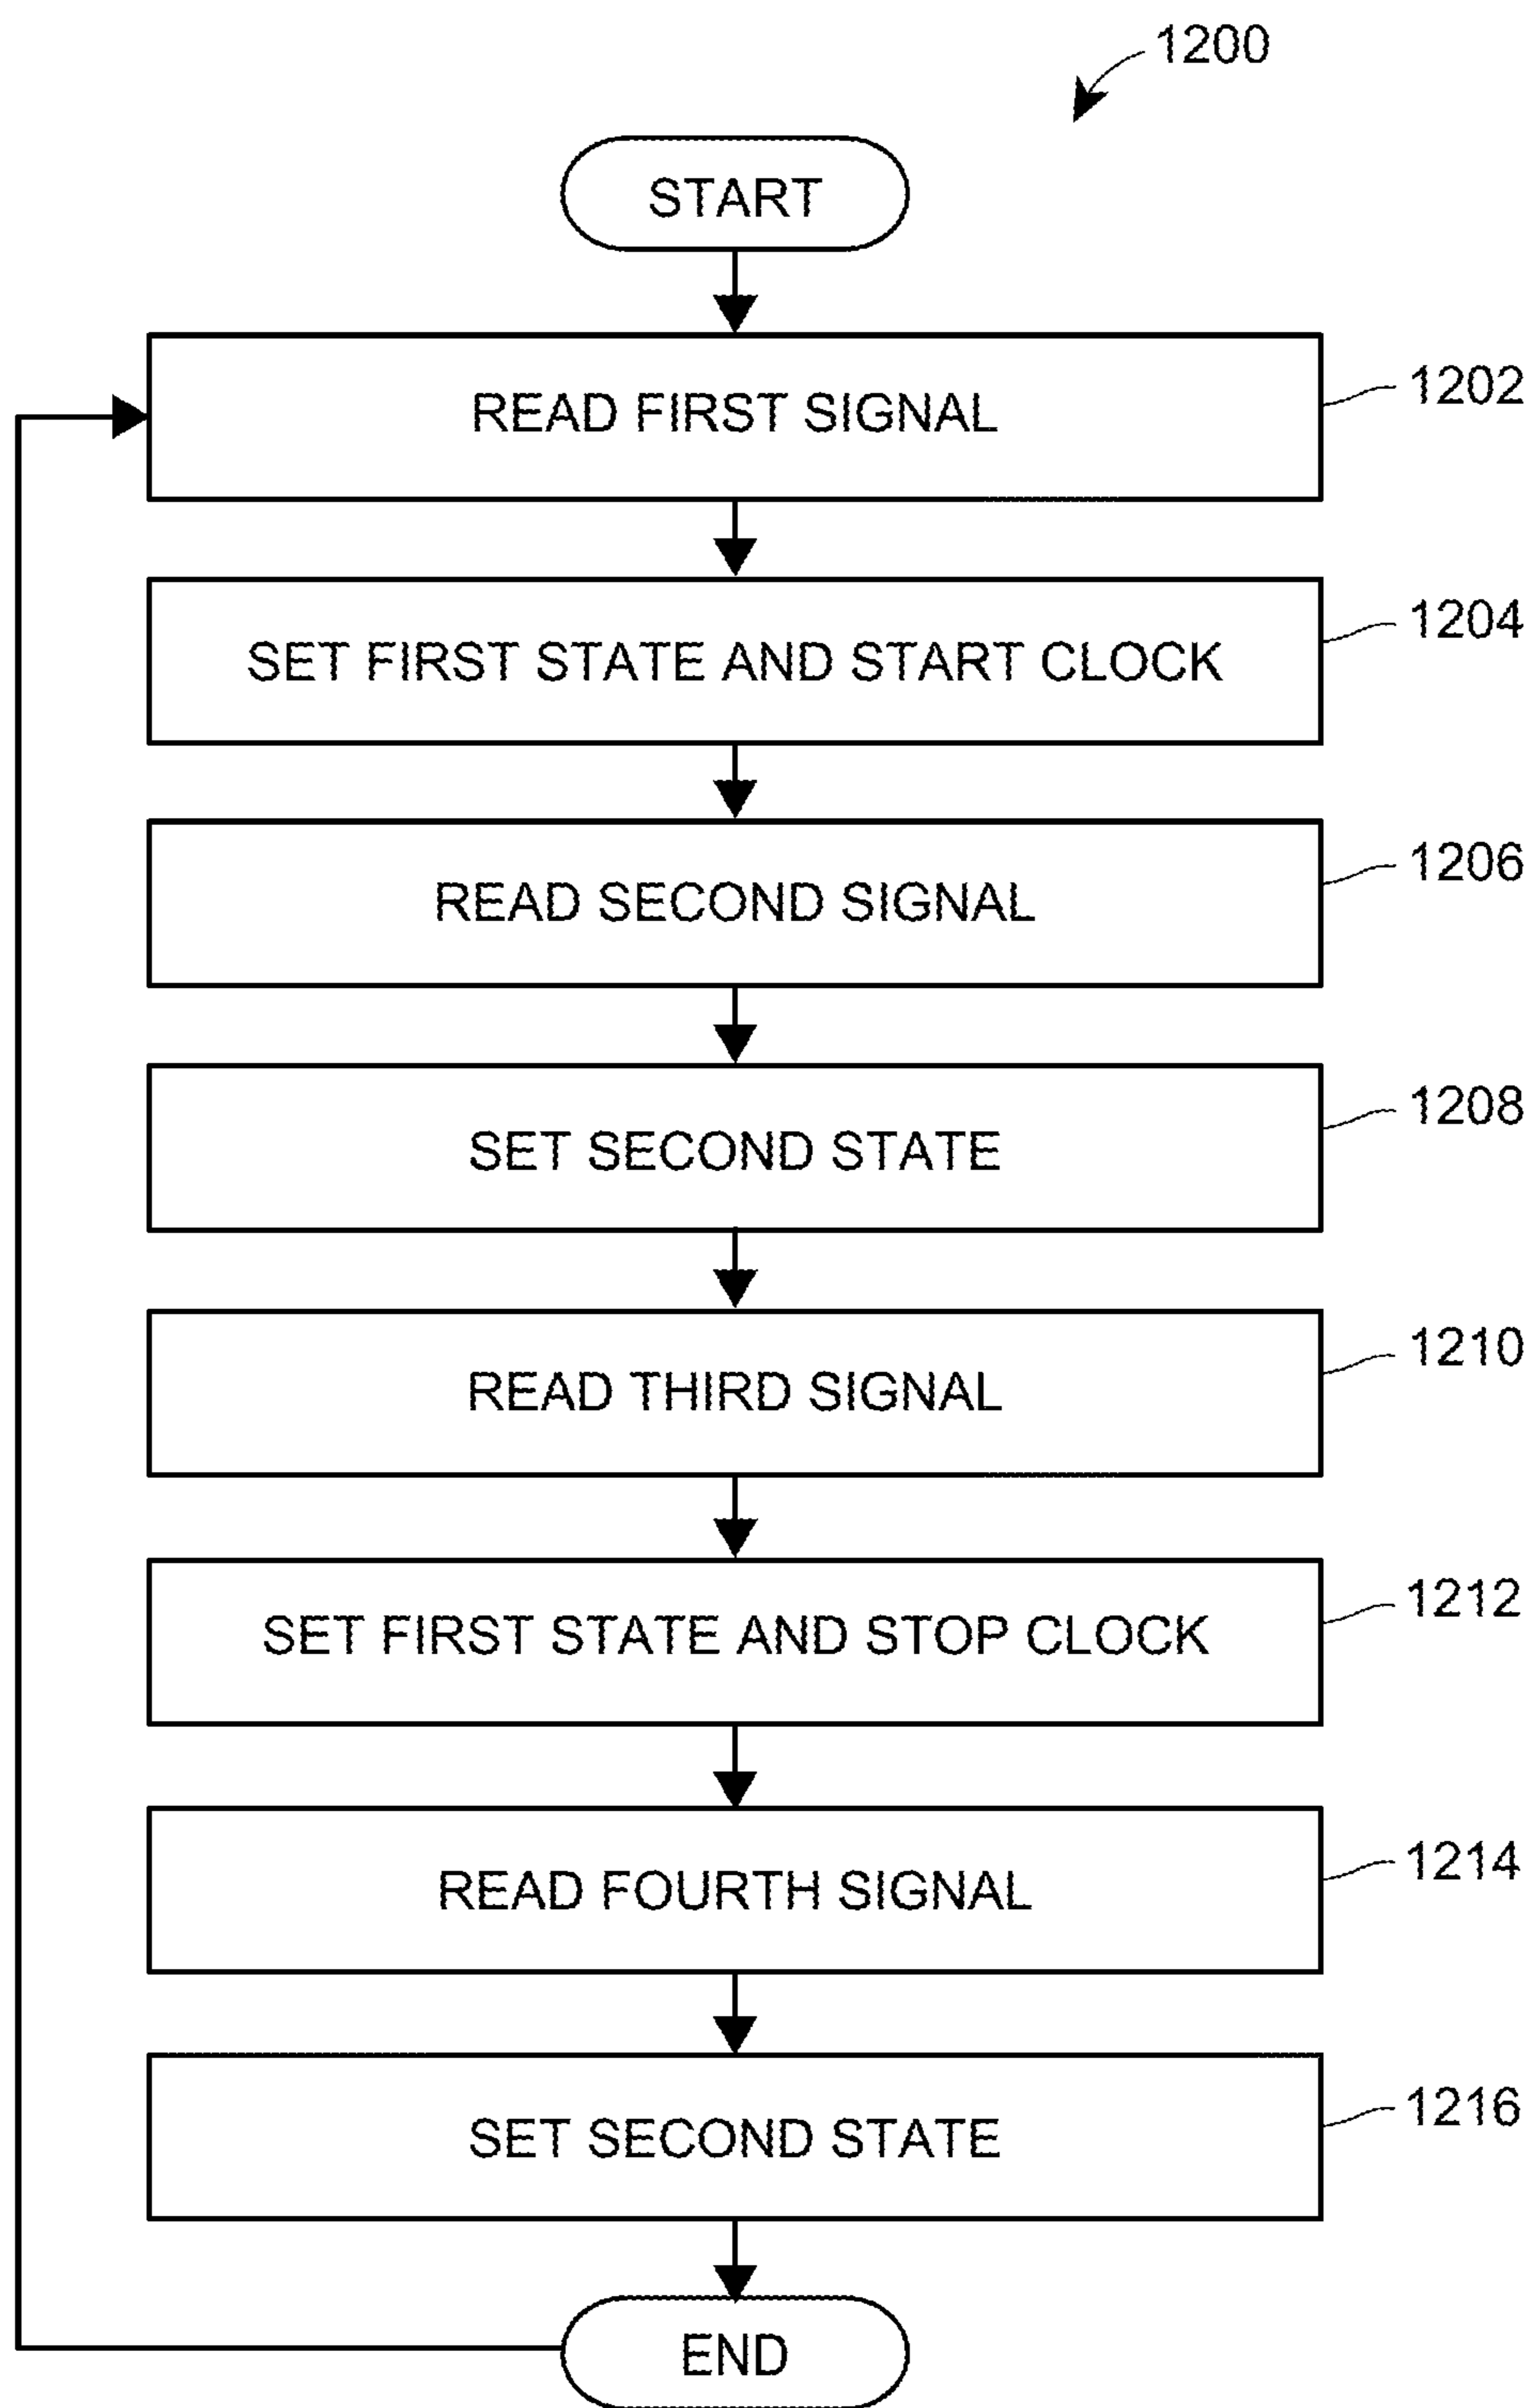 1200
START
READ FIRST SIGNAL
1202
SET FIRST STATE AND START CLOCK
1204
READ SECOND SIGNAL
1206
SET SECOND STATE
1208
READ THIRD SIGNAL
1210
SET FIRST STATE AND STOP CLOCK
1212
READ FOURTH SIGNAL
1214
SET SECOND STATE
1216
END